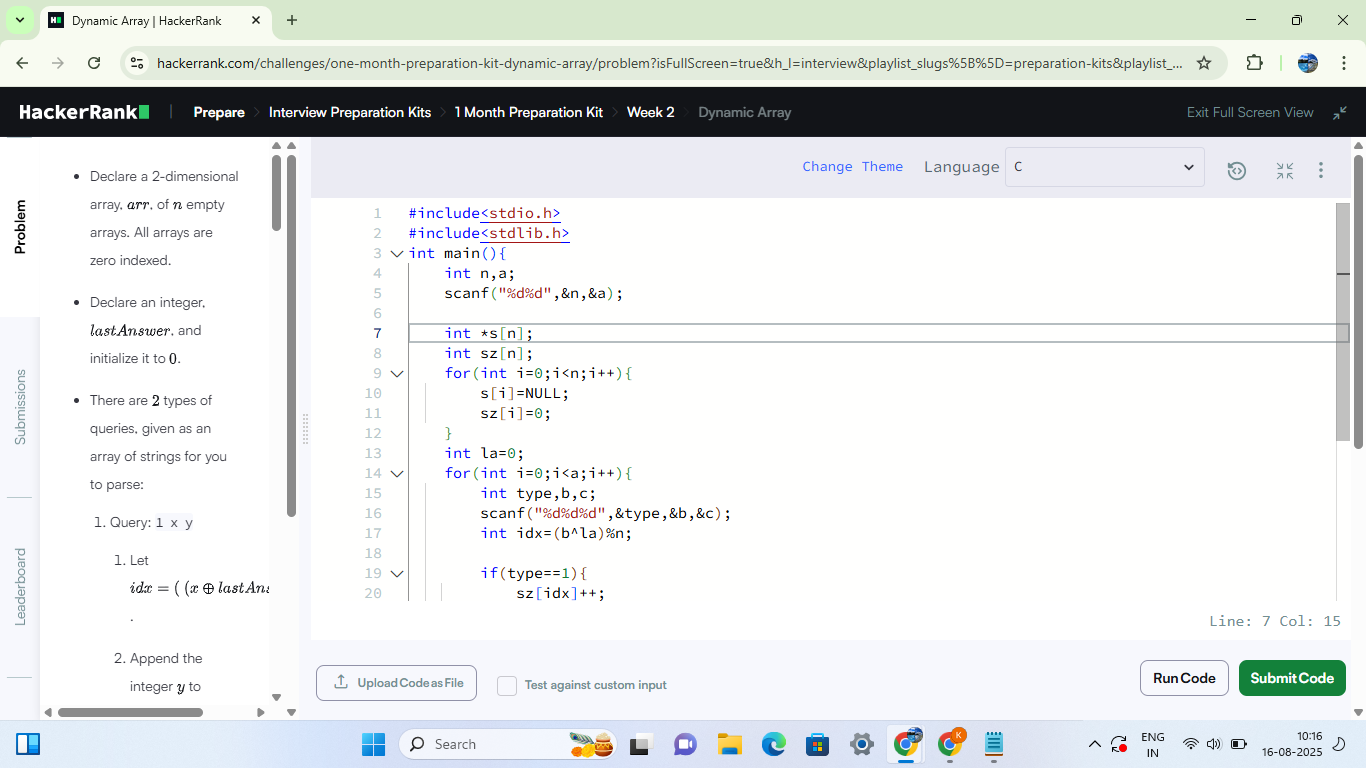 Dynamic Array | HackerRank
hackerrank.com/challenges/one-month-preparation-kit-dynamic-array/problem?isFullScreen=true&h_l=interview&playlist_slugs%5B%5D=preparation-kits&playlist_...
HackerRank
Prepare
Interview Preparation Kits
1 Month Preparation Kit
Week 2
Dynamic Array
Exit Full Screen View
Problem
Submissions
Leaderboard
• Declare a 2-dimensional
array, arr, of n empty
arrays. All arrays are
zero indexed.
• Declare an integer,
lastAnswer, and
initialize it to 0.
• There are 2 types of
queries, given as an
array of strings for you
to parse:
1. Query: 1 x y
1. Let
idx = ( (x ⊕ lastAns
.
2. Append the
integer y to
Change Theme
Language
C
1 #include<stdio.h>
2 #include<stdlib.h>
3 int main(){
4 int n,a;
5 scanf("%d%d",&n,&a);
6
7 int *s[n];
8 int sz[n];
9 for(int i=0;i<n;i++){
10 s[i]=NULL;
11 sz[i]=0;
12 }
13 int la=0;
14 for(int i=0;i<a;i++){
15 int type,b,c;
16 scanf("%d%d%d",&type,&b,&c);
17 int idx=(b^la)%n;
18
19 if(type==1){
20 sz[idx]++;
Line: 7 Col: 15
Upload Code as File
Test against custom input
Run Code
Submit Code
Search
K
ENG
IN
10:16
16-08-2025